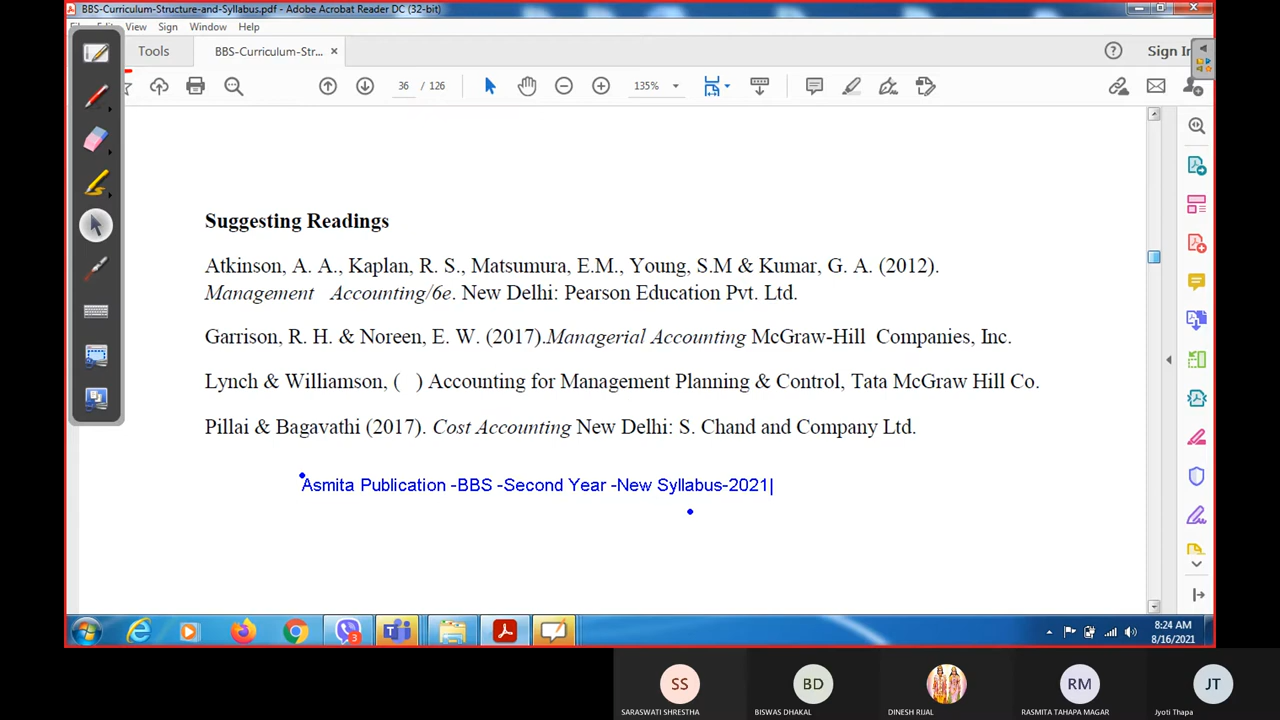 BBS-Curriculum-Structure-and-Syllabus.pdf - Adobe Acrobat Reader DC (32-bit)
View Sign Window Help
Tools BBS-Curriculum-Str... × Sign In
36 / 126 135%
Suggesting Readings
Atkinson, A. A., Kaplan, R. S., Matsumura, E.M., Young, S.M & Kumar, G. A. (2012).
Management Accounting/6e. New Delhi: Pearson Education Pvt. Ltd.
Garrison, R. H. & Noreen, E. W. (2017).Managerial Accounting McGraw-Hill Companies, Inc.
Lynch & Williamson, ( ) Accounting for Management Planning & Control, Tata McGraw Hill Co.
Pillai & Bagavathi (2017). Cost Accounting New Delhi: S. Chand and Company Ltd.
Asmita Publication -BBS -Second Year -New Syllabus-2021
3
8:24 AM
8/16/2021
SS BD RM JT
SARASWATI SHRESTHA BISWAS DHAKAL DINESH RIJAL RASMITA TAHAPA MAGAR Jyoti Thapa